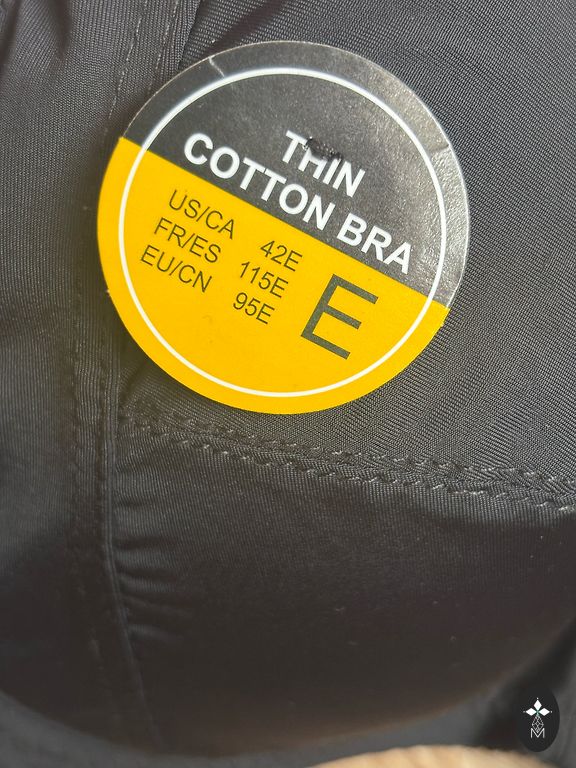 THIN
COTTON BRA
US/CA 42E
FR/ES 115E
EU/CN 95E
E